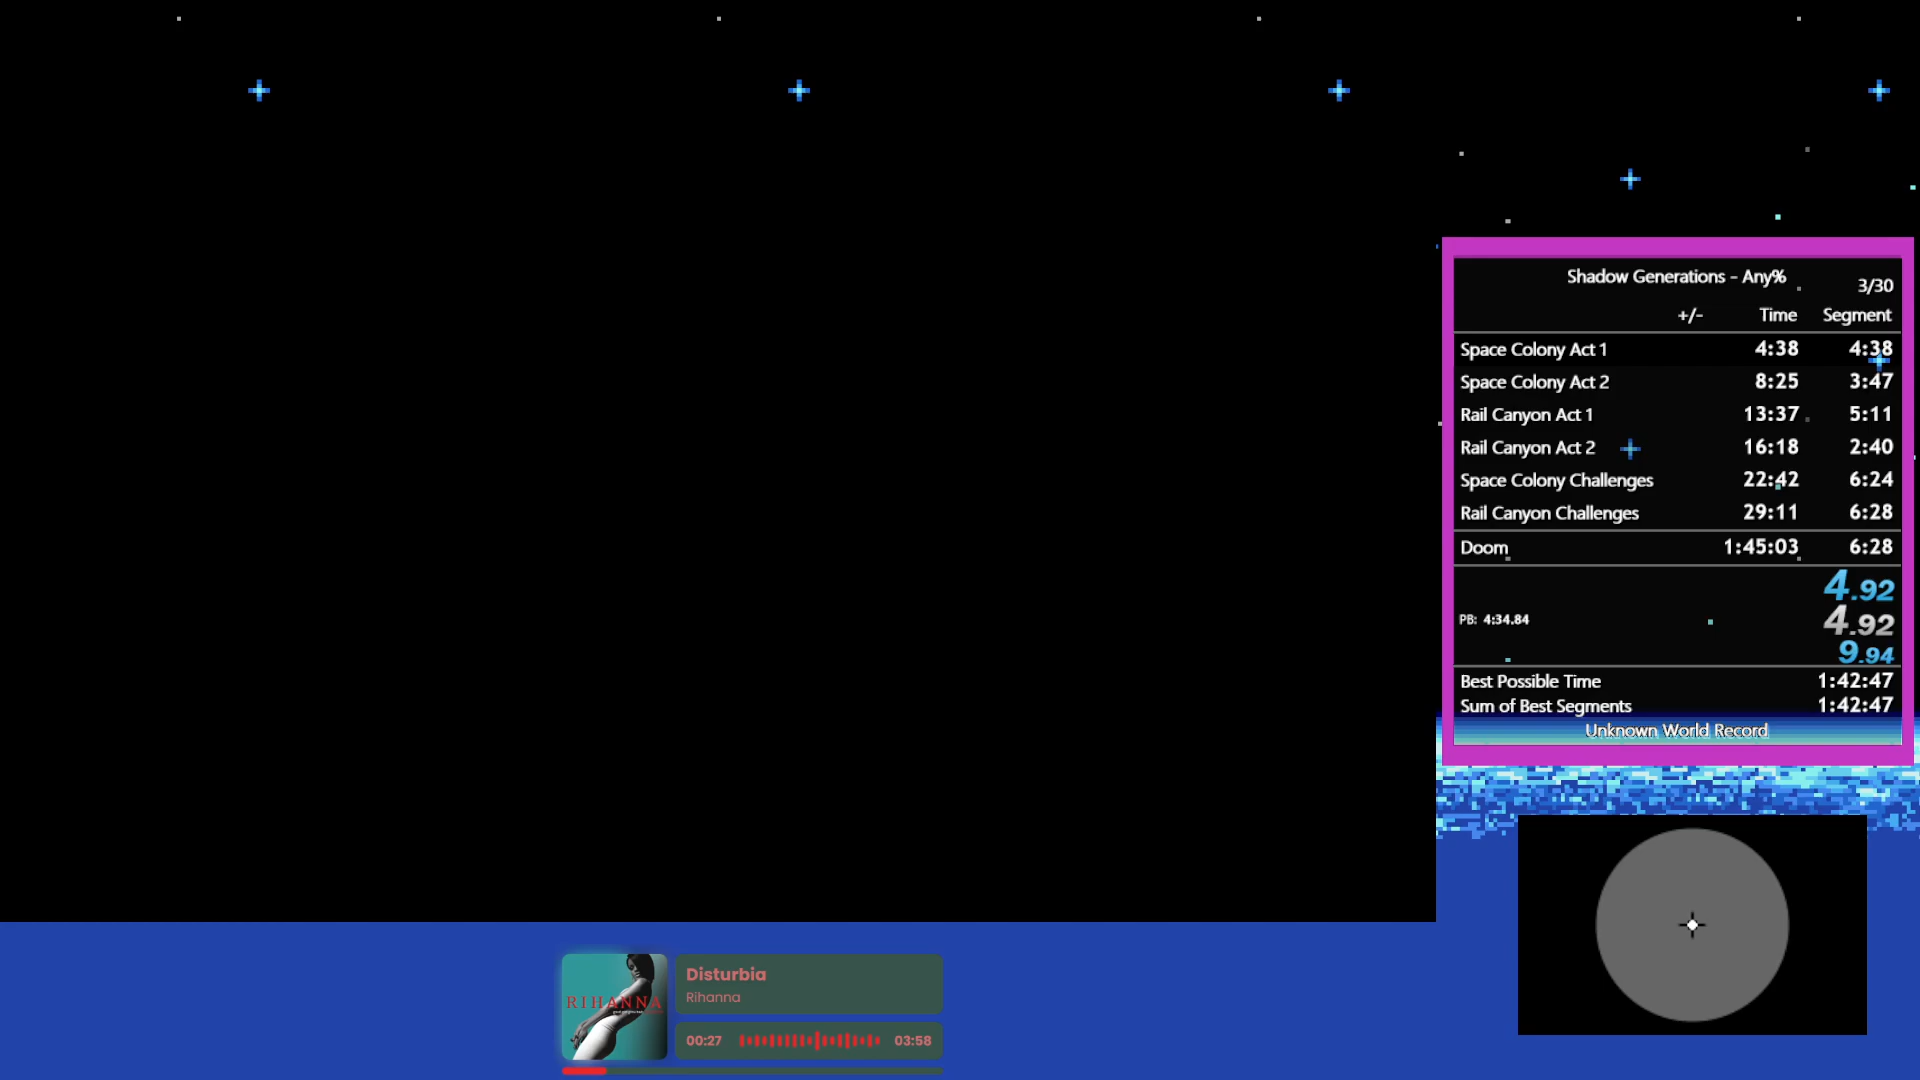 Shadow Generations - Any%
3/30
+/- Time Segment
Space Colony Act 1 4:38 4:38
Space Colony Act 2 8:25 3:47
Rail Canyon Act 1 13:37 5:11
Rail Canyon Act 2 16:18 2:40
Space Colony Challenges 22:42 6:24
Rail Canyon Challenges 29:11 6:28
Doom 1:45:03 6:28
4.92
PB: 4:34.84 4.92
9.94
Best Possible Time 1:42:47
Sum of Best Segments 1:42:47
Unknown World Record
RIHANNA
Disturbia
Rihanna
00:27 03:58